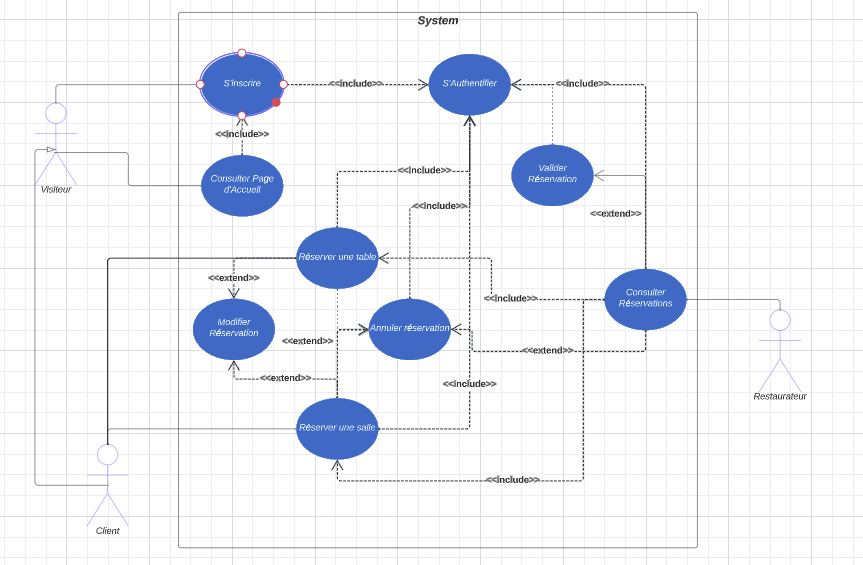 System
S'inscrire
<<include>>
S'Authentifier
<<include>>
<<include>>
Consulter Page
d'Accueil
Valider
Réservation
Visiteur
<<include>>
<<include>>
<<extend>>
Réserver une table
<<extend>>
Consulter
Réservations
<<include>>
Modifier
Réservation
Annuler réservation
<<extend>>
<<extend>>
<<extend>>
<<include>>
Restaurateur
Réserver une salle
<<include>>
Client